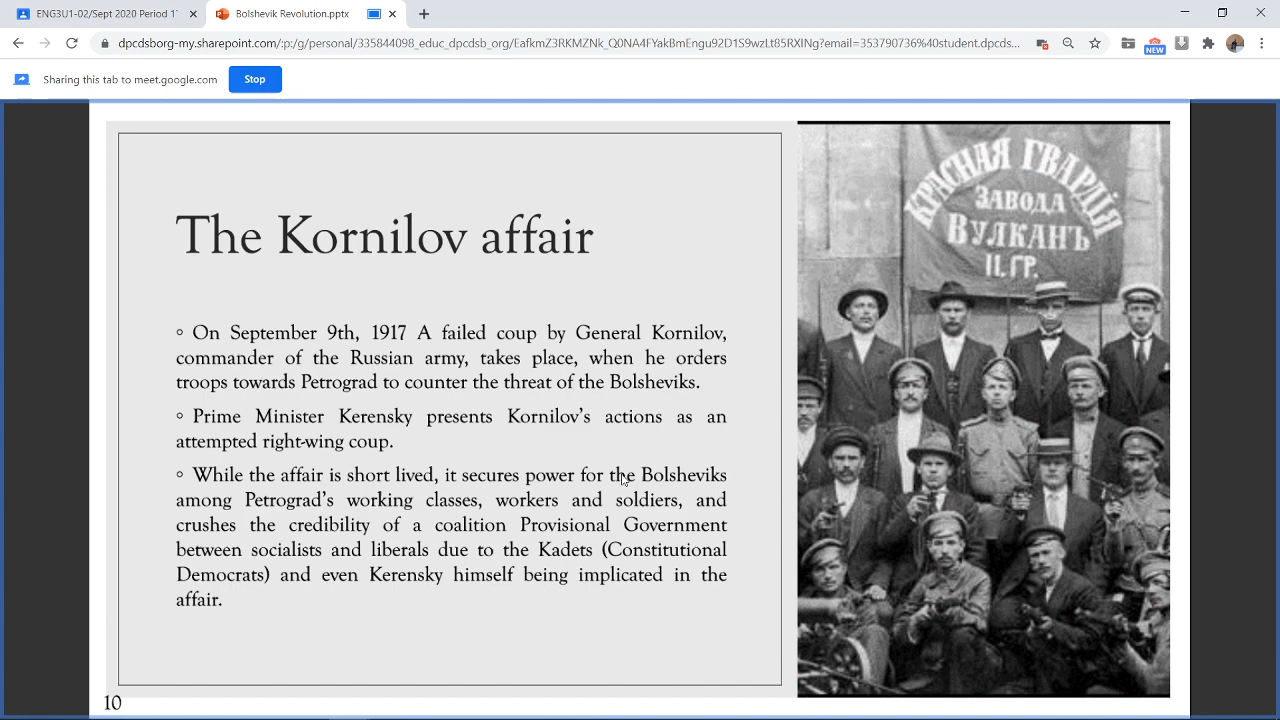 ENG3U1-02/Sept 2020 Period 1
Bolshevik Revolution.pptx
dpcdsborg-my.sharepoint.com/:p:/g/personal/335844098_educ_dpcdsb_org/EafkmZ3RKMZNk_Q0NA4FYakBmEngu92D1S9wzLt85RXINg?email=353790736%40student.dpcds...
NEW
Sharing this tab to meet.google.com
Stop
The Kornilov affair
КРАСНАЯ ГВАРДІЯ
ЗАВОДА
ВУЛКАНЪ
II. ГР.
◦ On September 9th, 1917 A failed coup by General Kornilov,
commander of the Russian army, takes place, when he orders
troops towards Petrograd to counter the threat of the Bolsheviks.
◦ Prime Minister Kerensky presents Kornilov's actions as an
attempted right-wing coup.
◦ While the affair is short lived, it secures power for the Bolsheviks
among Petrograd's working classes, workers and soldiers, and
crushes the credibility of a coalition Provisional Government
between socialists and liberals due to the Kadets (Constitutional
Democrats) and even Kerensky himself being implicated in the
affair.
10